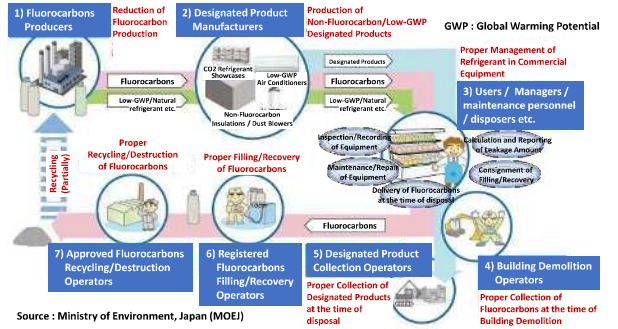 1) Fluorocarbons
Producers
Reduction of
Fluorocarbon
Production
2) Designated Product
Manufacturers
Production of
Non-Fluorocarbon/Low-GWP
Designated Products
GWP : Global Warming Potential
CO2 Refrigerant
Showcases
Low-GWP
Air Conditioners
Non-Fluorocarbon
Insulations / Dust Blowers
Fluorocarbons
Low-GWP/Natural
refrigerant etc.
Designated Products
Fluorocarbons
Low-GWP/Natural
refrigerant etc.
Proper Management of
Refrigerant in Commercial
Equipment
3) Users / Managers /
maintenance personnel
/ disposers etc.
Inspection/Recording
of Equipment
Maintenance/Repair
of Equipment
Delivery of Fluorocarbons
at the time of disposal
Calculation and Reporting
of Leakage Amount
Consignment of
Filling/Recovery
Recycling
(Partially)
Proper
Recycling/Destruction
of Fluorocarbons
Proper Filling/Recovery
of Fluorocarbons
Fluorocarbons
7) Approved Fluorocarbons
Recycling/Destruction
Operators
6) Registered
Fluorocarbons
Filling/Recovery
Operators
5) Designated Product
Collection Operators
Proper Collection of
Designated Products
at the time of
disposal
4) Building Demolition
Operators
Proper Collection of
Fluorocarbons at the time of
Building Demolition
Source : Ministry of Environment, Japan (MOEJ)